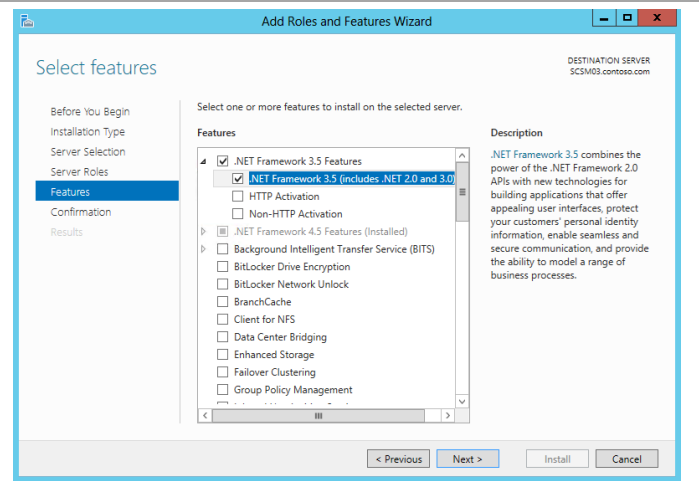 Add Roles and Features Wizard
Select features
DESTINATION SERVER
SCSM03.contoso.com
Before You Begin
Installation Type
Server Selection
Server Roles
Features
Confirmation
Results
Select one or more features to install on the selected server.
Features
.NET Framework 3.5 Features
.NET Framework 3.5 (includes .NET 2.0 and 3.0)
HTTP Activation
Non-HTTP Activation
.NET Framework 4.5 Features (Installed)
Background Intelligent Transfer Service (BITS)
BitLocker Drive Encryption
BitLocker Network Unlock
BranchCache
Client for NFS
Data Center Bridging
Enhanced Storage
Failover Clustering
Group Policy Management
Description
.NET Framework 3.5 combines the
power of the .NET Framework 2.0
APIs with new technologies for
building applications that offer
appealing user interfaces, protect
your customers' personal identity
information, enable seamless and
secure communication, and provide
the ability to model a range of
business processes.
< Previous
Next >
Install
Cancel